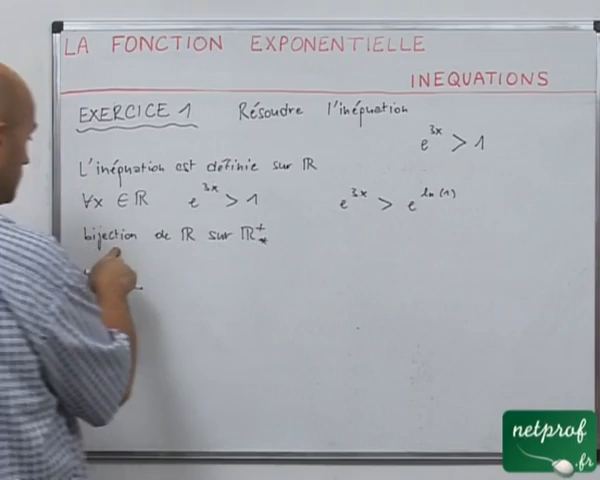 LA FONCTION EXPONENTIELLE
INEQUATIONS
EXERCICE 1 Résoudre l'inéquation
e^3x > 1
L'inéquation est définie sur ℝ
∀x ∈ ℝ e^3x > 1 e^3x > e^ln(1)
bijection de ℝ sur ℝ+*
netprof
.fr